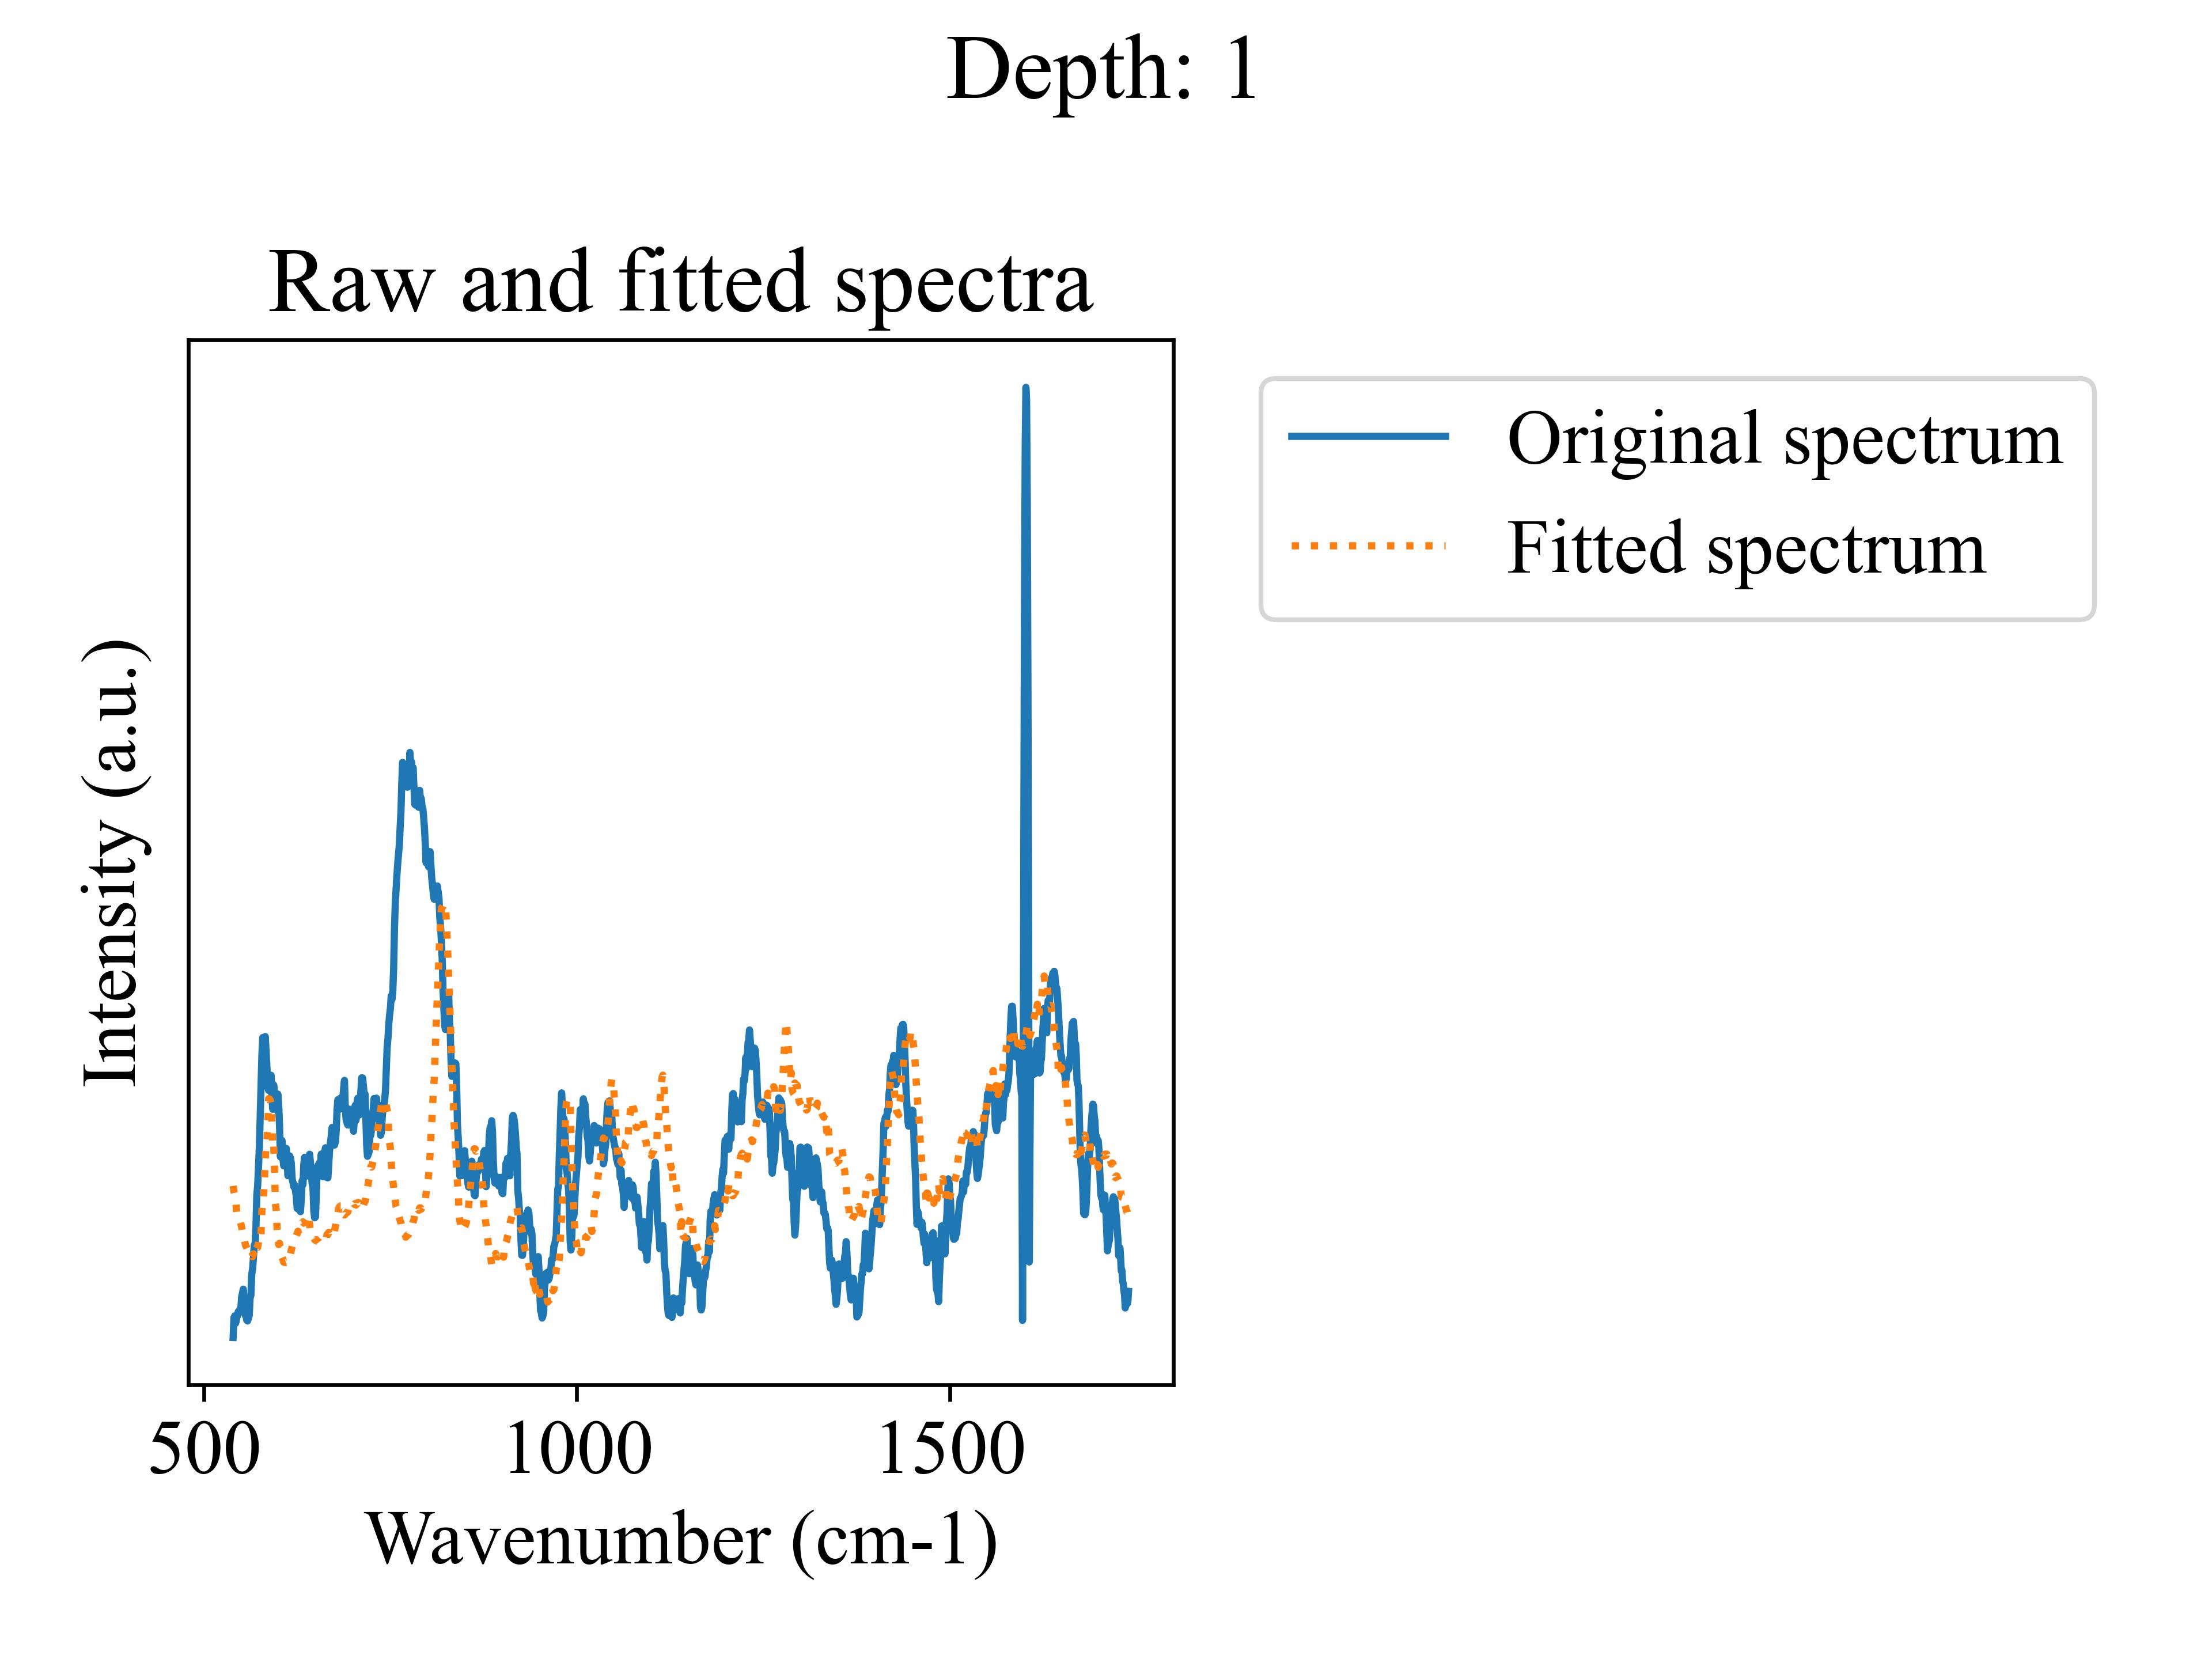 Depth: 1
Raw and fitted spectra
Original spectrum
Fitted spectrum
Intensity (a.u.)
500 1000 1500
Wavenumber (cm-1)